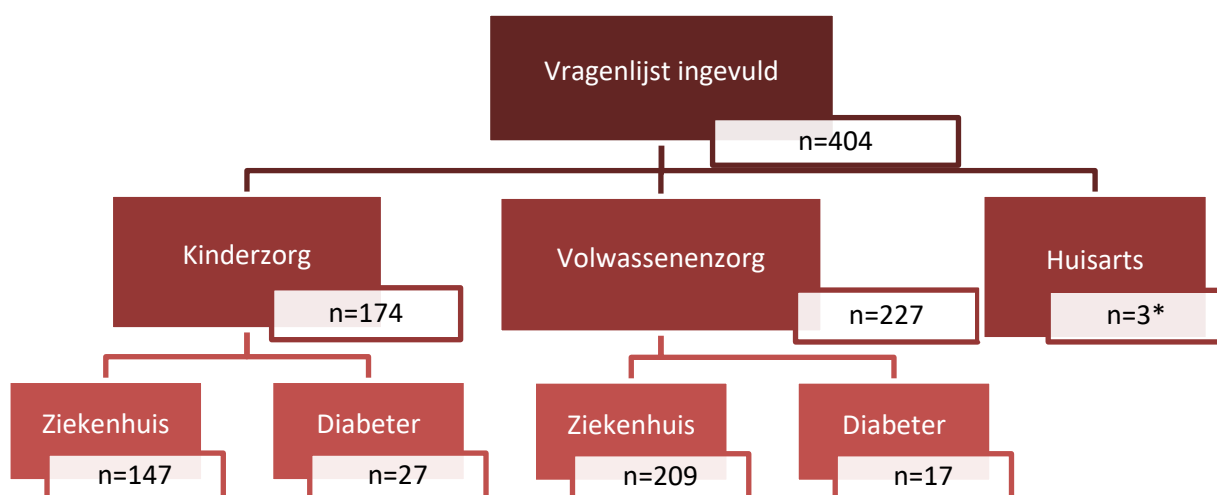 Vragenlijst ingevuld
n=404
Kinderzorg
n=174
Volwassenenzorg
n=227
Huisarts
n=3*
Ziekenhuis
n=147
Diabeter
n=27
Ziekenhuis
n=209
Diabeter
n=17